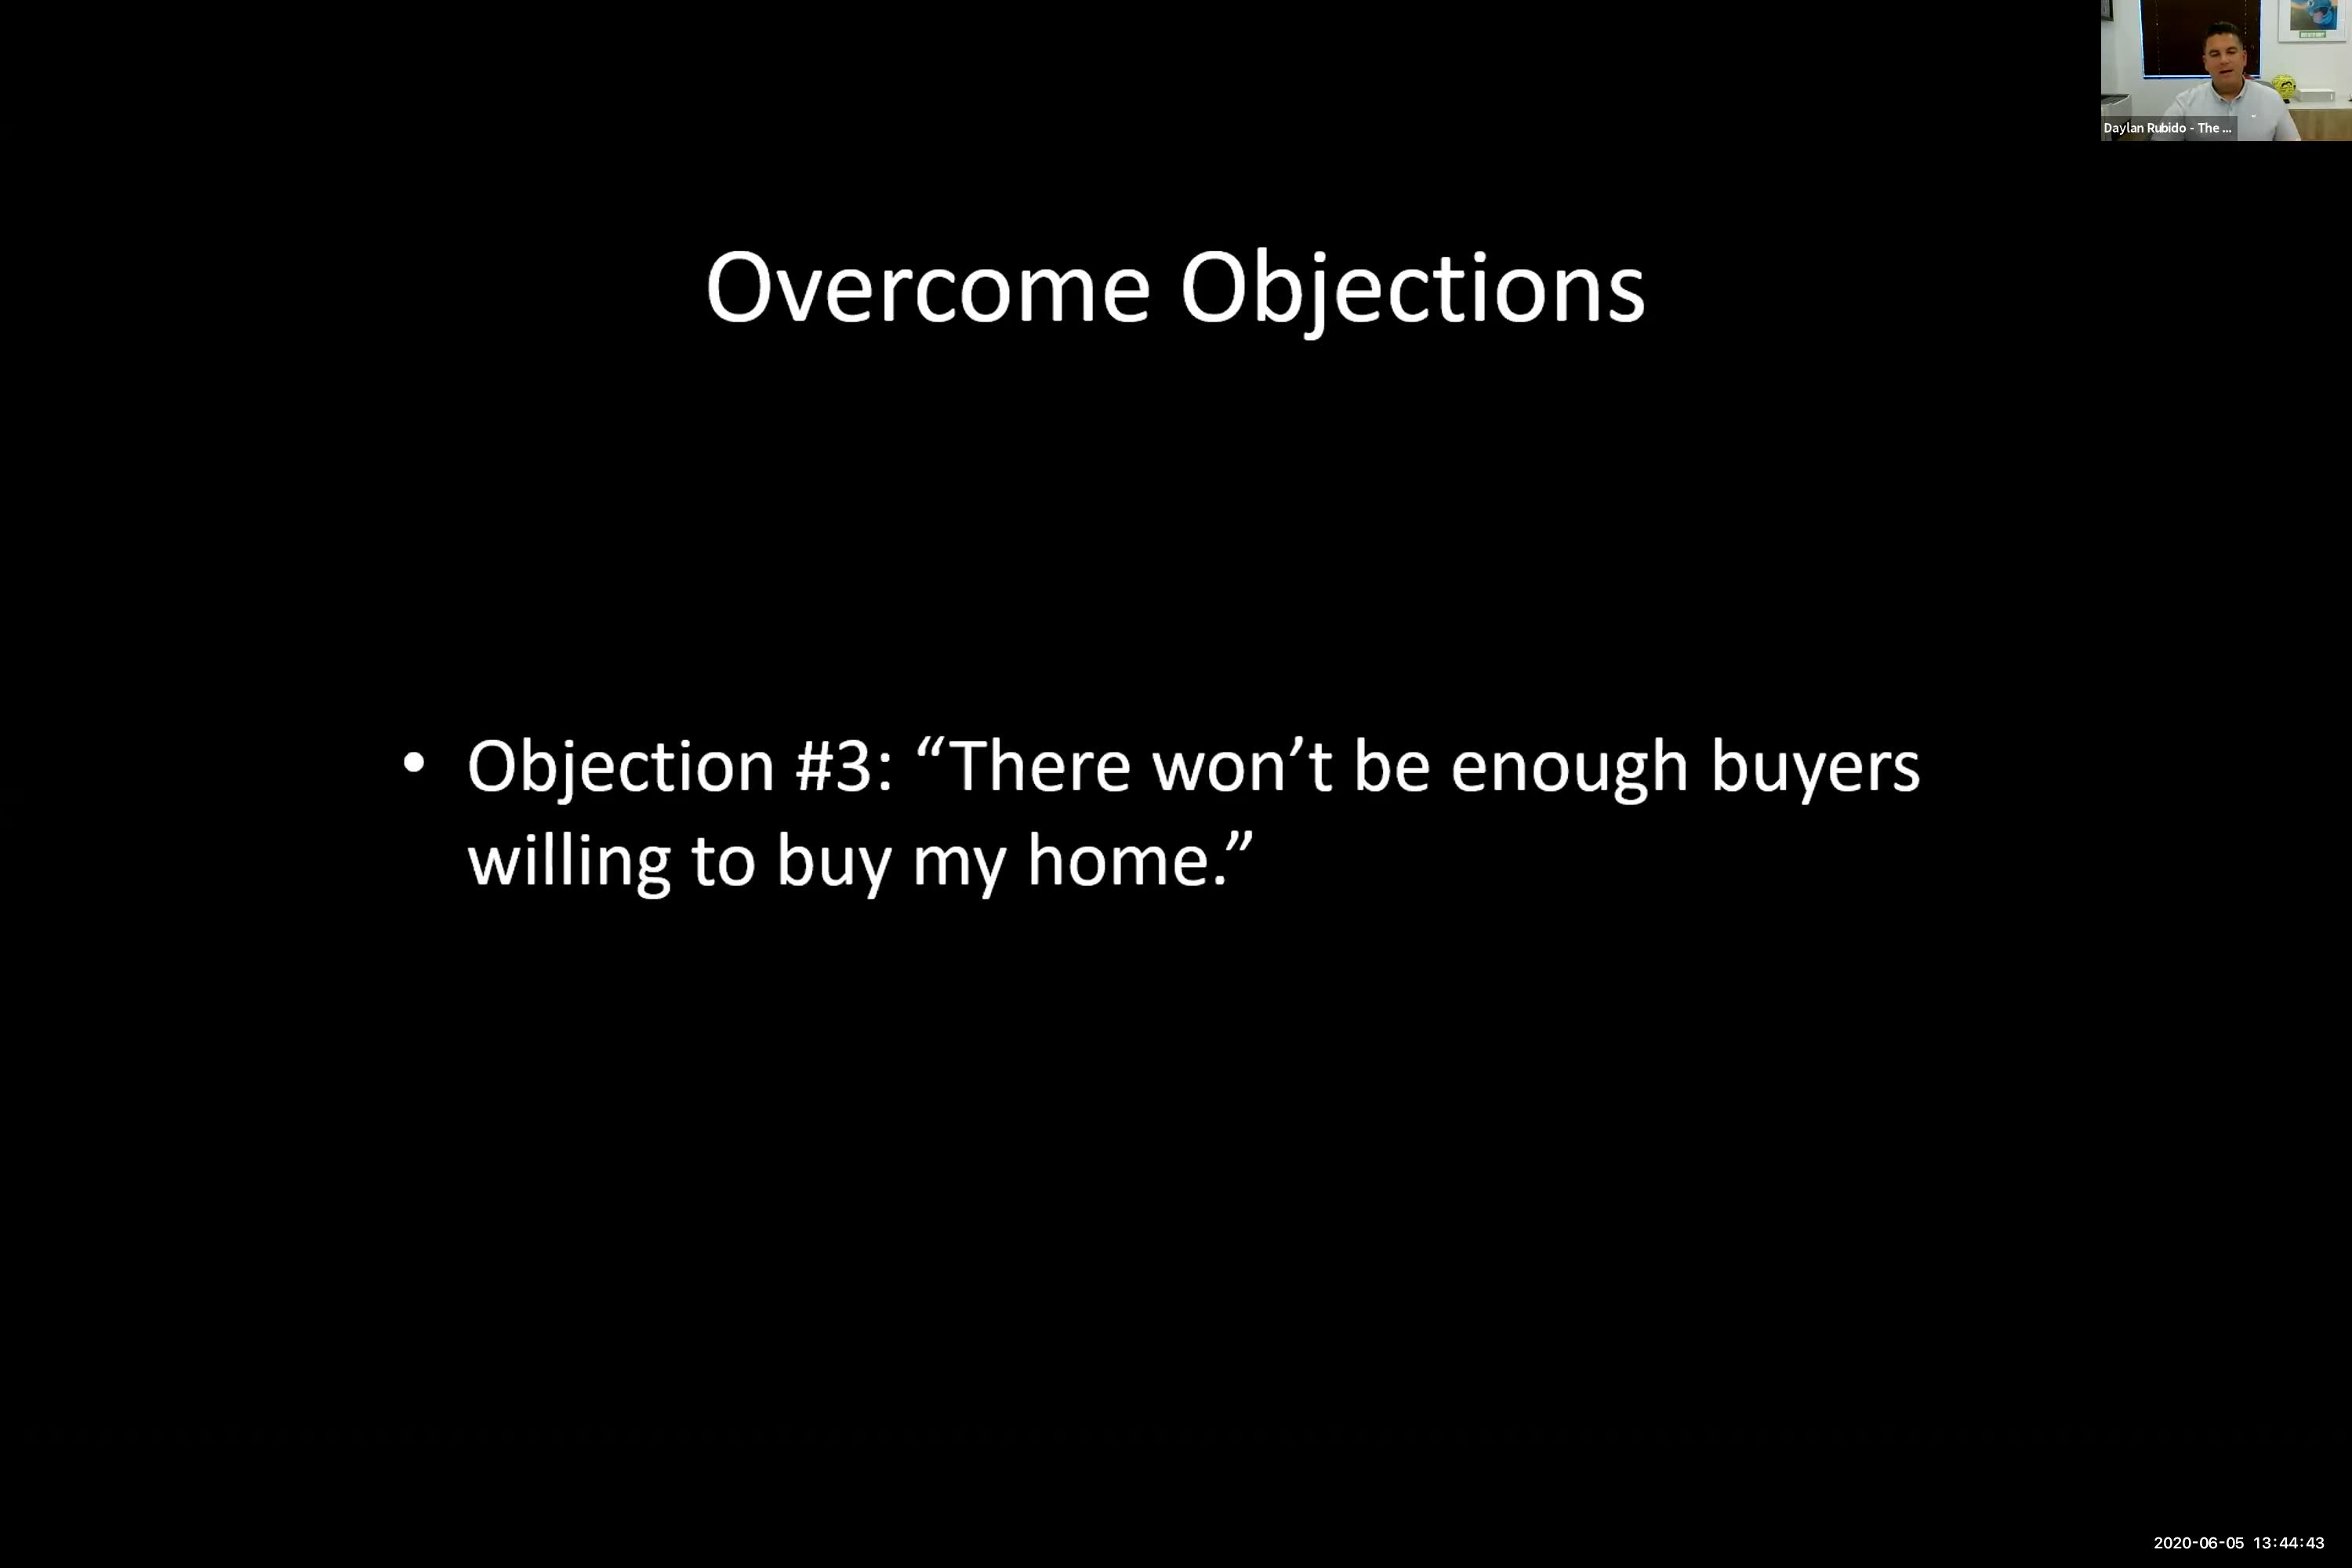 Daylan Rubido - The ...
Overcome Objections
• Objection #3: “There won’t be enough buyers
willing to buy my home.”
2020-06-05 13:44:43